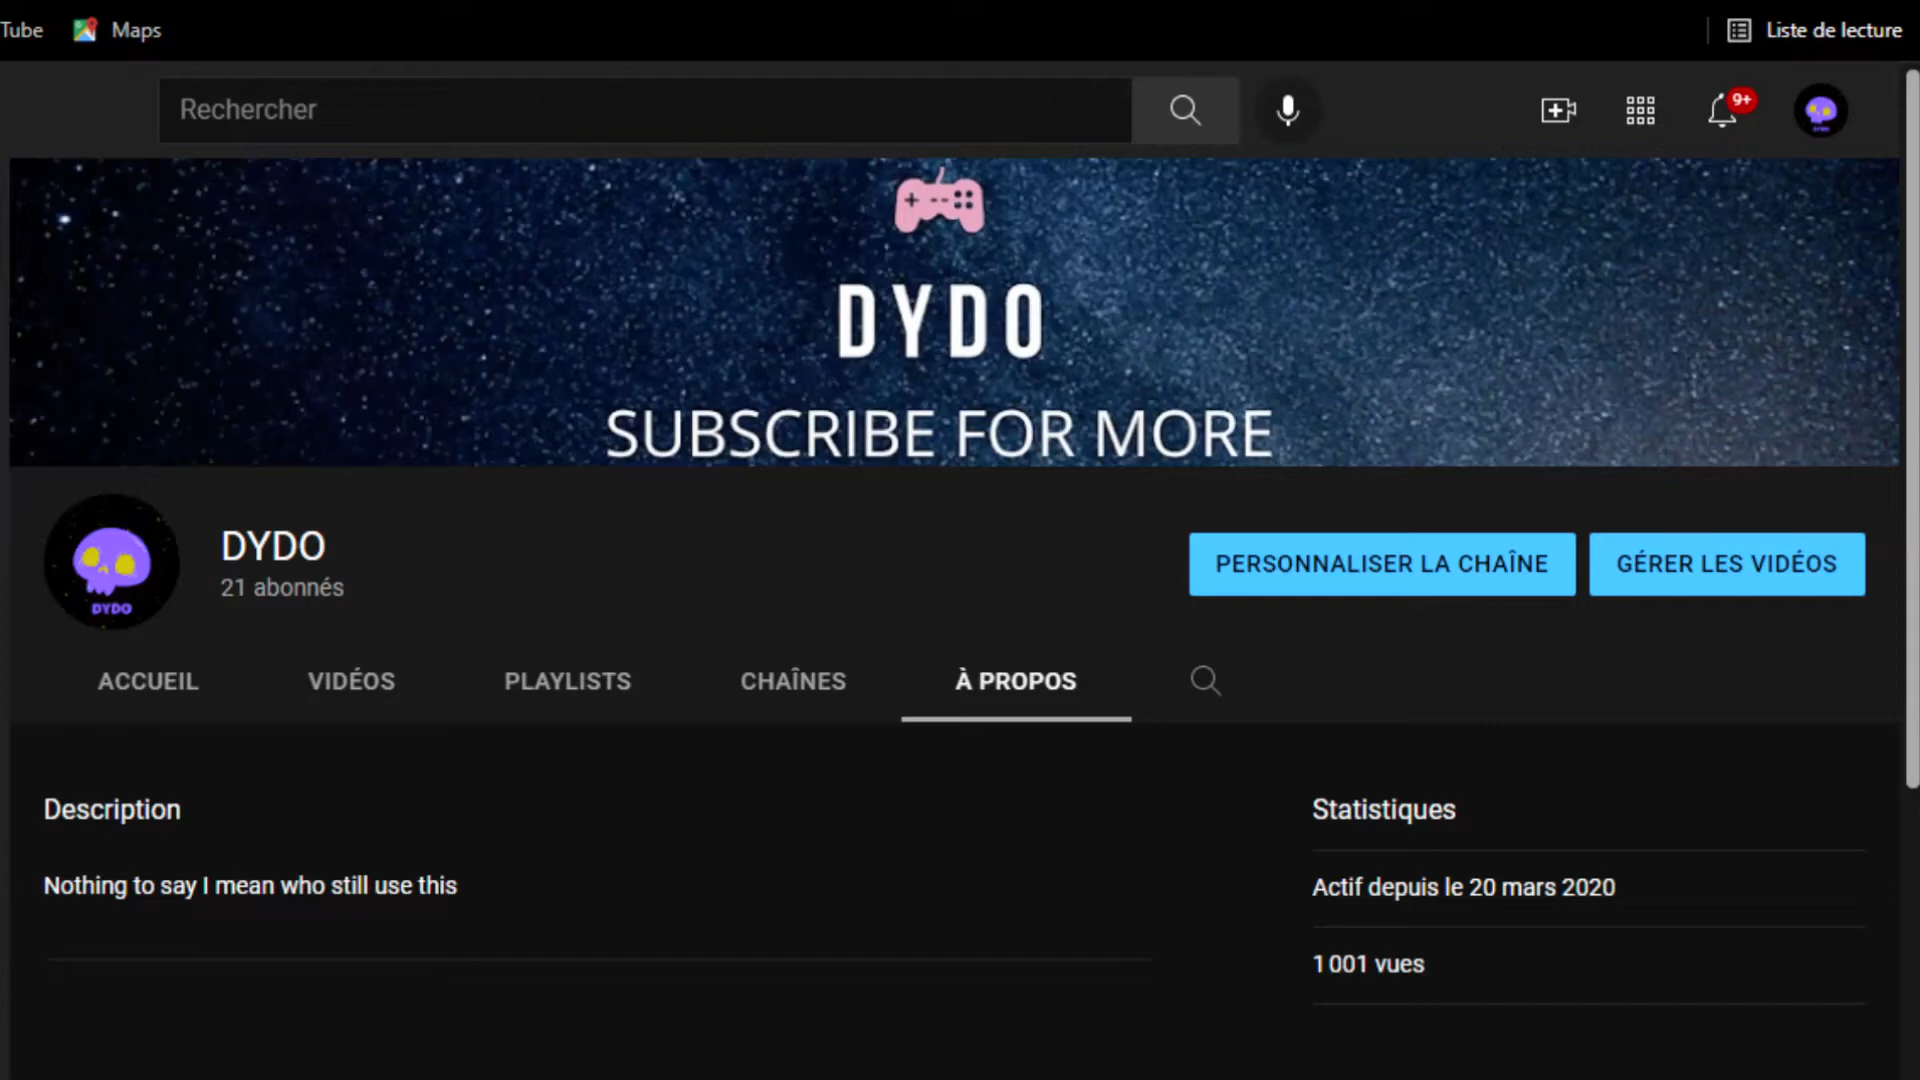 Tube
Maps
Liste de lecture
Rechercher
9+
DYDO
SUBSCRIBE FOR MORE
DYDO
DYDO
21 abonnés
PERSONNALISER LA CHAÎNE
GÉRER LES VIDÉOS
ACCUEIL
VIDÉOS
PLAYLISTS
CHAÎNES
À PROPOS
Description
Statistiques
Nothing to say I mean who still use this
Actif depuis le 20 mars 2020
1 001 vues